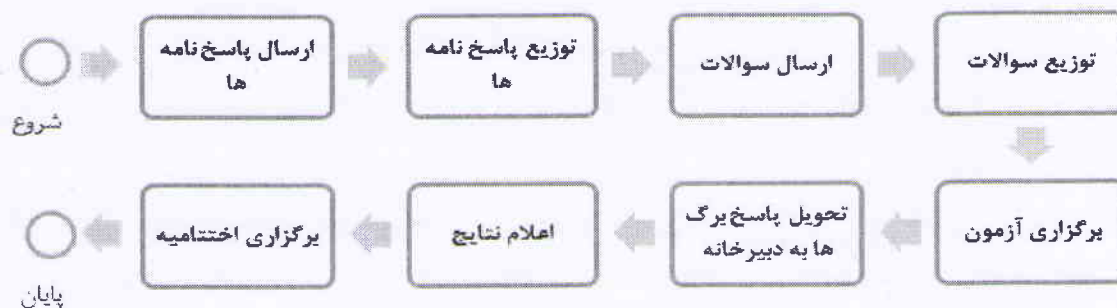 شروع
ارسال پاسخ نامه
ها
توزیع پاسخ نامه
ها
ارسال سوالات
توزیع سوالات
برگزاری آزمون
تحویل پاسخ برگ
ها به دبیرخانه
اعلام نتایج
برگزاری اختتامیه
پایان